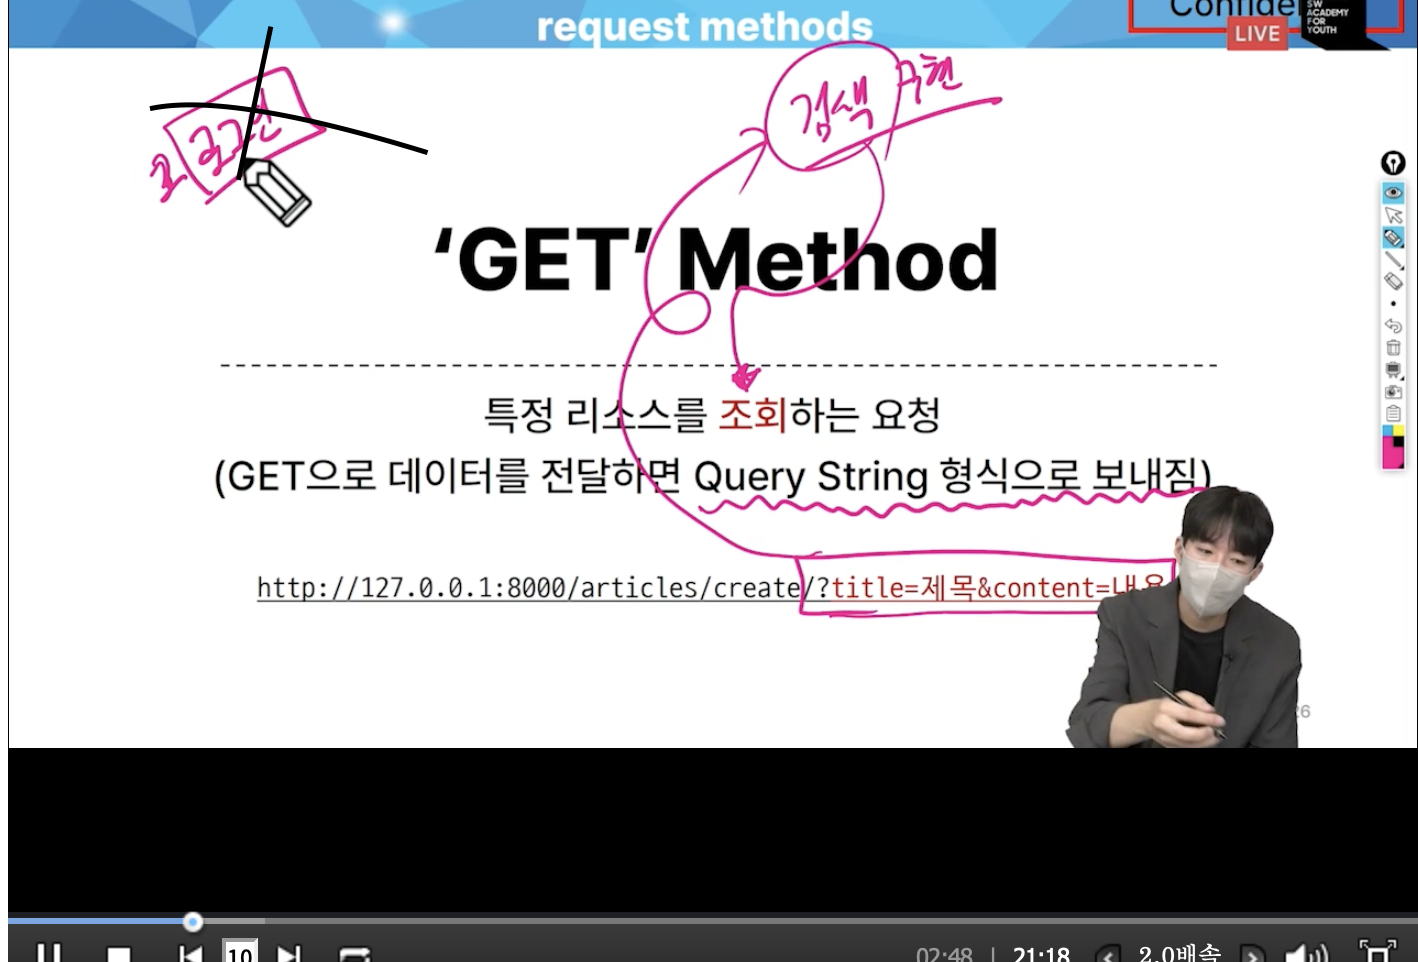 request methods
LIVE
SW
ACADEMY
FOR
YOUTH
로그인
검색 구현
‘GET’ Method
특정 리소스를 조회하는 요청
(GET으로 데이터를 전달하면 Query String 형식으로 보내짐)
http://127.0.0.1:8000/articles/create/?title=제목&content=내용
26
10
02:48 | 21:18
2.0배속